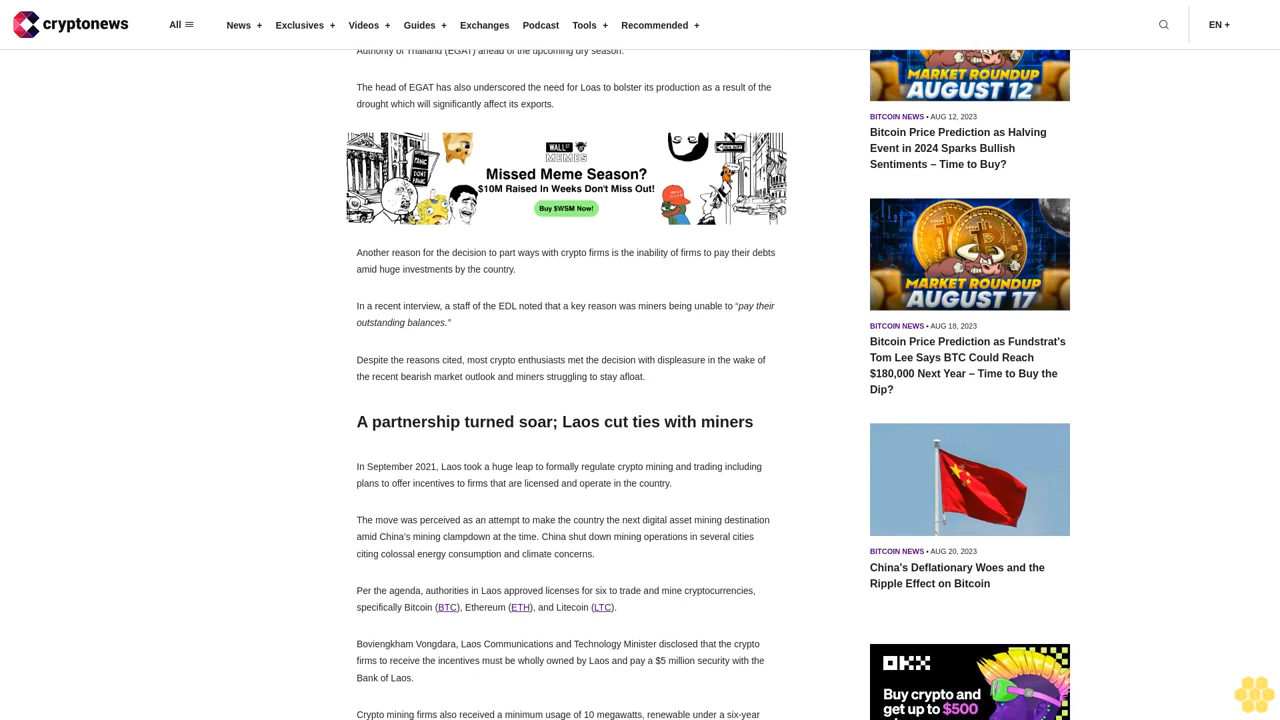 cryptonews
All
News +
Exclusives +
Videos +
Guides +
Exchanges
Podcast
Tools +
Recommended +
EN +
Authority of Thailand (EGAT) ahead of the upcoming dry season.
The head of EGAT has also underscored the need for Loas to bolster its production as a result of the
drought which will significantly affect its exports.
PANIC
DON'T
PANIC
WALL ST
MEMES
Missed Meme Season?
$10M Raised In Weeks Don't Miss Out!
Buy $WSM Now!
WALL ST
Another reason for the decision to part ways with crypto firms is the inability of firms to pay their debts
amid huge investments by the country.
In a recent interview, a staff of the EDL noted that a key reason was miners being unable to “pay their
outstanding balances.”
Despite the reasons cited, most crypto enthusiasts met the decision with displeasure in the wake of
the recent bearish market outlook and miners struggling to stay afloat.
A partnership turned soar; Laos cut ties with miners
In September 2021, Laos took a huge leap to formally regulate crypto mining and trading including
plans to offer incentives to firms that are licensed and operate in the country.
The move was perceived as an attempt to make the country the next digital asset mining destination
amid China's mining clampdown at the time. China shut down mining operations in several cities
citing colossal energy consumption and climate concerns.
Per the agenda, authorities in Laos approved licenses for six to trade and mine cryptocurrencies,
specifically Bitcoin (BTC), Ethereum (ETH), and Litecoin (LTC).
Boviengkham Vongdara, Laos Communications and Technology Minister disclosed that the crypto
firms to receive the incentives must be wholly owned by Laos and pay a $5 million security with the
Bank of Laos.
Crypto mining firms also received a minimum usage of 10 megawatts, renewable under a six-year
MARKET ROUNDUP
AUGUST 12
BITCOIN NEWS • AUG 12, 2023
Bitcoin Price Prediction as Halving
Event in 2024 Sparks Bullish
Sentiments – Time to Buy?
MARKET ROUNDUP
AUGUST 17
BITCOIN NEWS • AUG 18, 2023
Bitcoin Price Prediction as Fundstrat's
Tom Lee Says BTC Could Reach
$180,000 Next Year – Time to Buy the
Dip?
BITCOIN NEWS • AUG 20, 2023
China's Deflationary Woes and the
Ripple Effect on Bitcoin
OKX
Buy crypto and
get up to $500